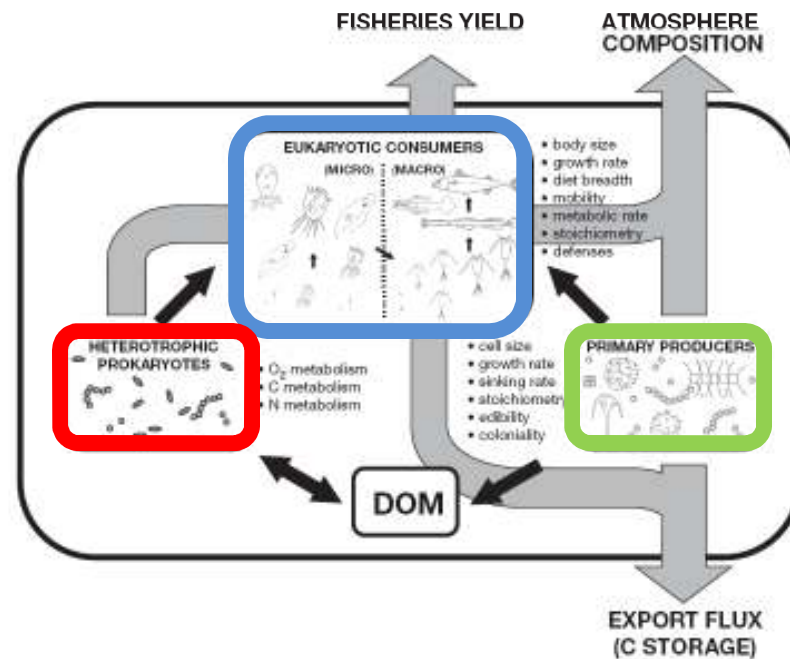 FISHERIES YIELD
ATMOSPHERE
COMPOSITION
EUKARYOTIC CONSUMERS
(MICRO) (MACRO)
• body size
• growth rate
• diet breadth
• mobility
• metabolic rate
• stoichiometry
• defenses
HETEROTROPHIC
PROKARYOTES
• O2 metabolism
• C metabolism
• N metabolism
• cell size
• growth rate
• sinking rate
• stoichiometry
• edibility
• coloniality
PRIMARY PRODUCERS
DOM
EXPORT FLUX
(C STORAGE)